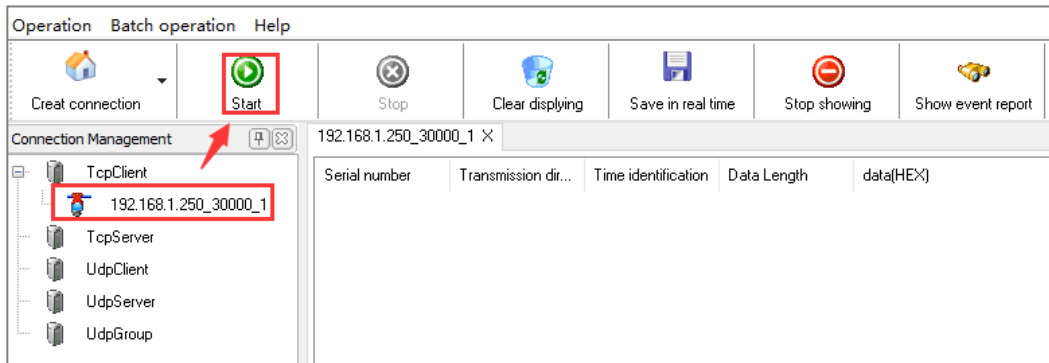 Operation Batch operation Help
Creat connection Start Stop Clear displying Save in real time Stop showing Show event report
Connection Management 192.168.1.250_30000_1 X
TcpClient Serial number Transmission dir... Time identification Data Length data(HEX)
192.168.1.250_30000_1
TcpServer
UdpClient
UdpServer
UdpGroup